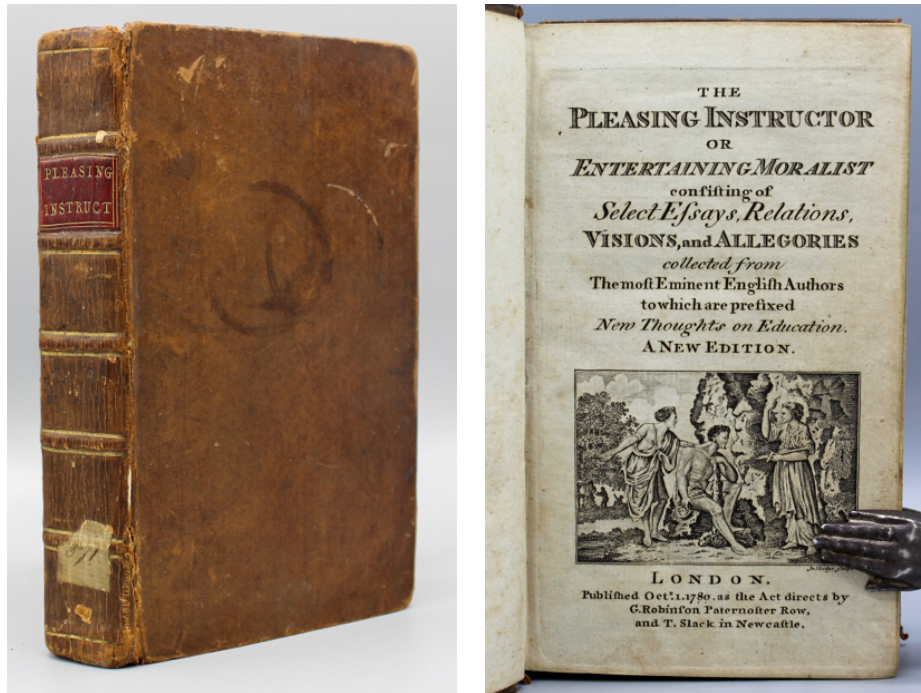 PLEASING
INSTRUCT
THE
PLEASING INSTRUCTOR
OR
ENTERTAINING MORALIST
conſiſting of
Select Eſsays, Relations,
VISIONS, and ALLEGORIES
collected from
The moſt Eminent Engliſh Authors
to which are prefixed
New Thoughts on Education.
A NEW EDITION.
LONDON.
Publiſhed Octr. 1. 1780. as the Act directs by
G. Robinſon Paternoſter Row,
and T. Slack in Newcaſtle.